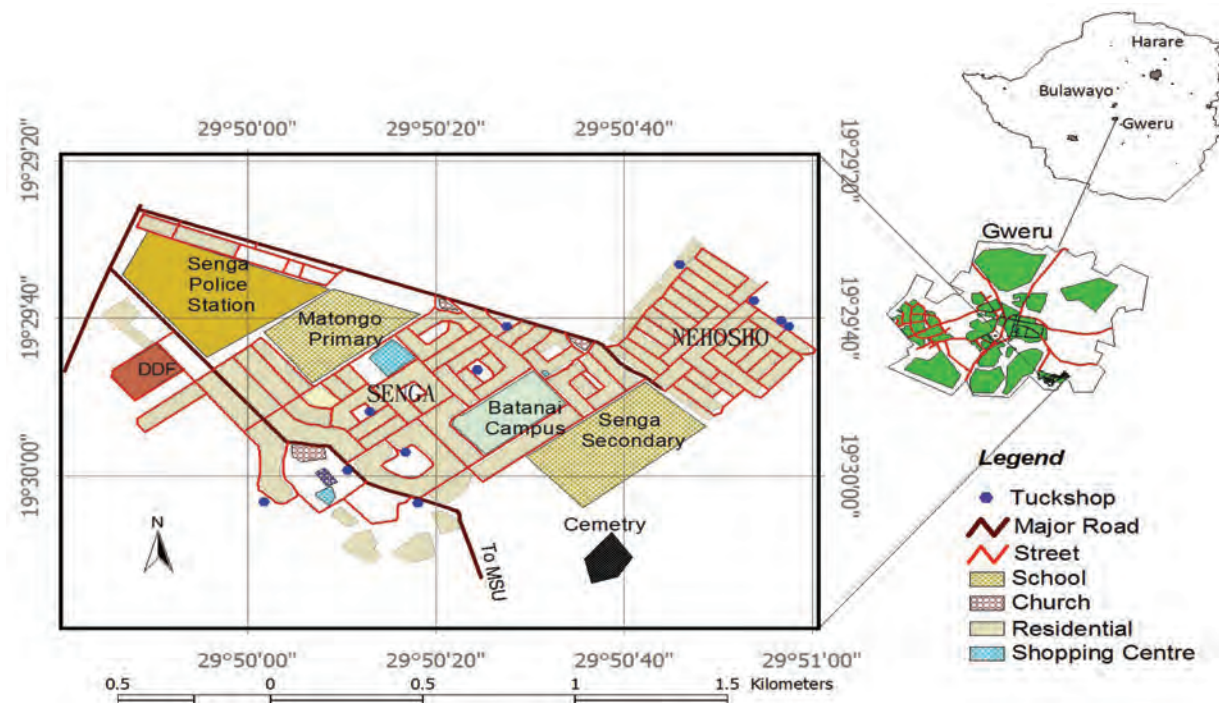 Harare
Bulawayo
Gweru
29°50'00"
29°50'20"
29°50'40"
19°29'20"
19°29'20"
Gweru
Senga
Police
Station
Matongo
Primary
19°29'40"
19°29'40"
NEHOSHO
DDF
SENGA
Batanai
Campus
Senga
Secondary
19°30'00"
19°30'00"
Cemetry
N
To MSU
29°50'00"
29°50'20"
29°50'40"
29°51'00"
0.5
0
0.5
1
1.5
Kilometers
Legend
Tuckshop
Major Road
Street
School
Church
Residential
Shopping Centre